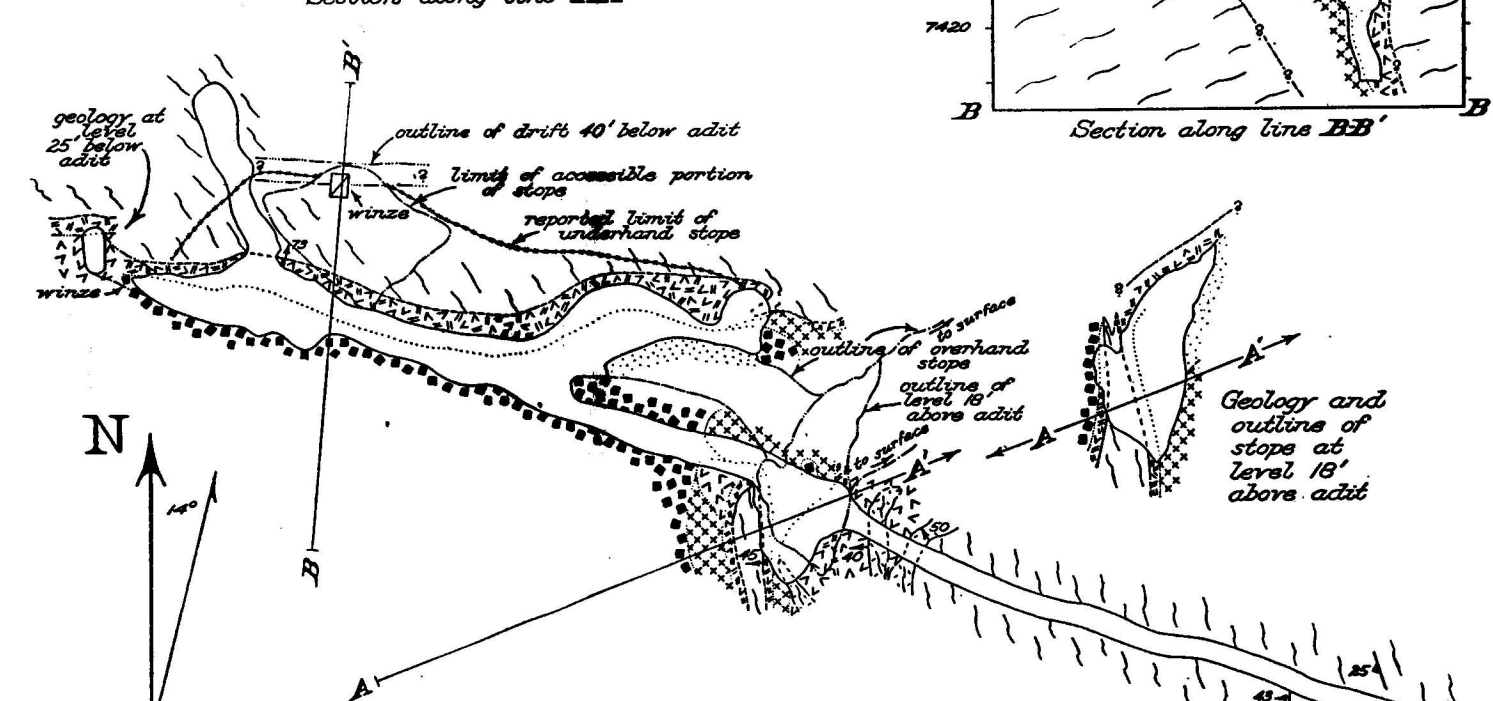 7420
B
B
Section along line B-B'
B'
geology at
level
25' below
adit
outline of drift 40' below adit
limit of accessible portion
of stope
?
?
winze
reported limit of
underhand stope
73
winze
to surface
outline of overhand
stope
outline of
level 18'
above adit
to surface
A'
?
?
A'
A
Geology and
outline of
stope at
level 18'
above adit
N
14°
B
45
40
50
A
25
43